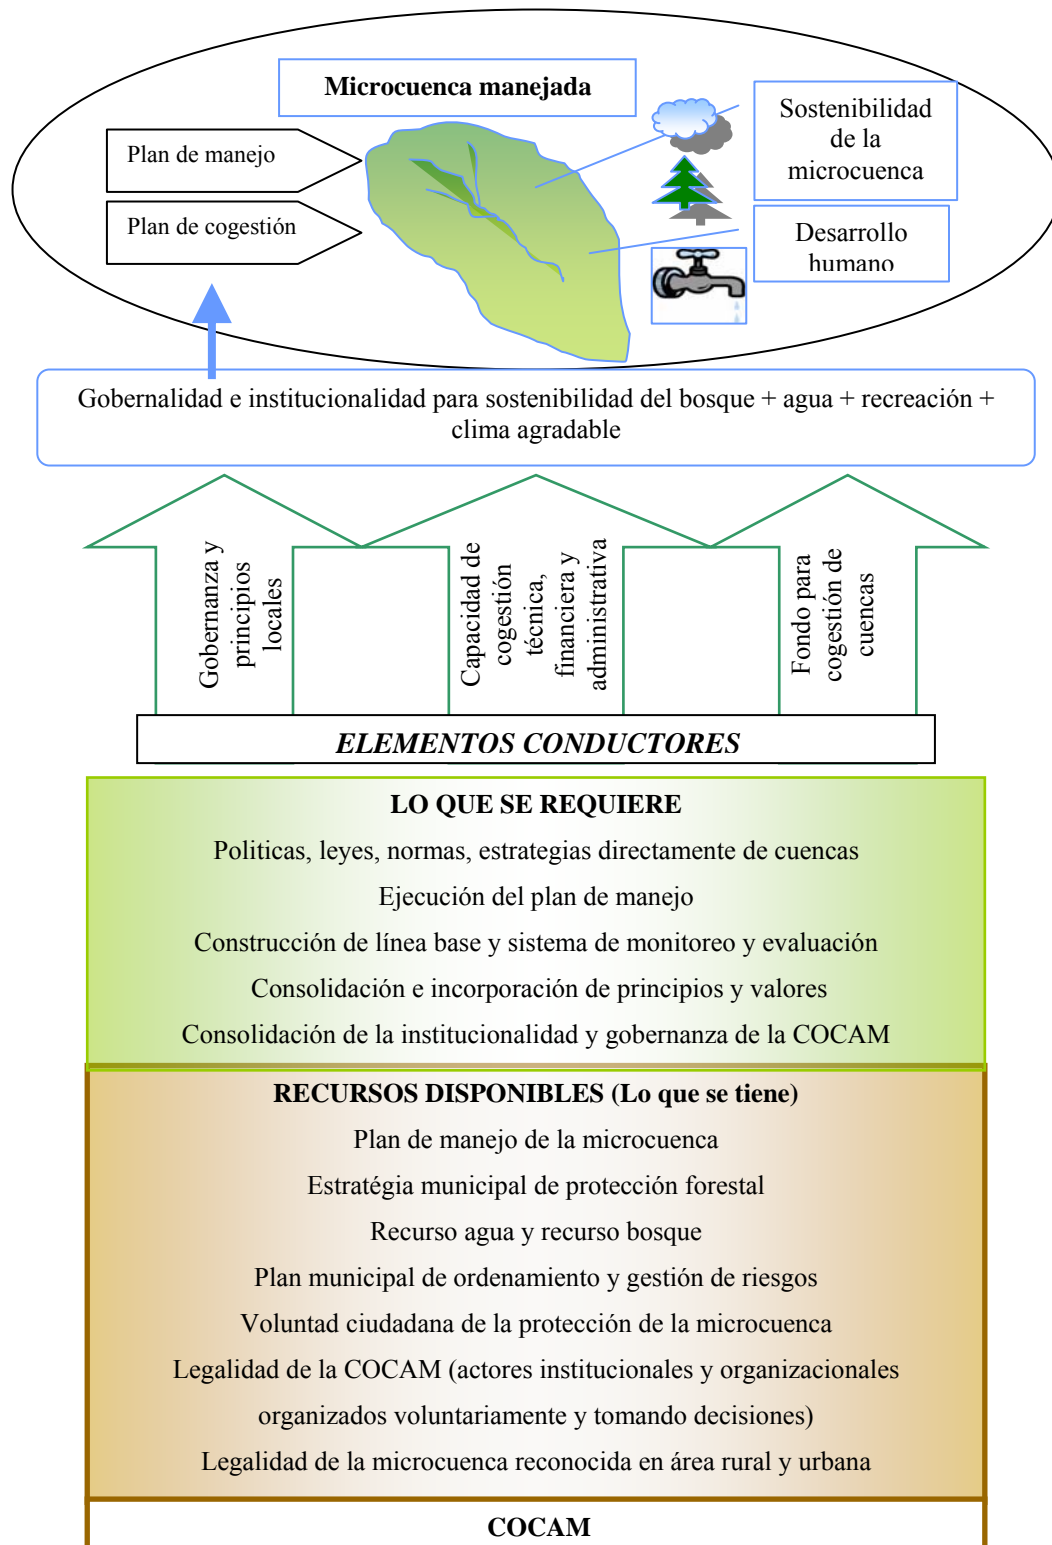 Microcuenca manejada
Plan de manejo
Plan de cogestión
Sostenibilidad
de la
microcuenca
Desarrollo
humano
Gobernalidad e institucionalidad para sostenibilidad del bosque + agua + recreación +
clima agradable
Gobernanza y
principios
locales
Capacidad de
cogestión
técnica,
financiera y
administrativa
Fondo para
cogestión de
cuencas
ELEMENTOS CONDUCTORES
LO QUE SE REQUIERE
Politicas, leyes, normas, estrategias directamente de cuencas
Ejecución del plan de manejo
Construcción de línea base y sistema de monitoreo y evaluación
Consolidación e incorporación de principios y valores
Consolidación de la institucionalidad y gobernanza de la COCAM
RECURSOS DISPONIBLES (Lo que se tiene)
Plan de manejo de la microcuenca
Estratégia municipal de protección forestal
Recurso agua y recurso bosque
Plan municipal de ordenamiento y gestión de riesgos
Voluntad ciudadana de la protección de la microcuenca
Legalidad de la COCAM (actores institucionales y organizacionales
organizados voluntariamente y tomando decisiones)
Legalidad de la microcuenca reconocida en área rural y urbana
COCAM